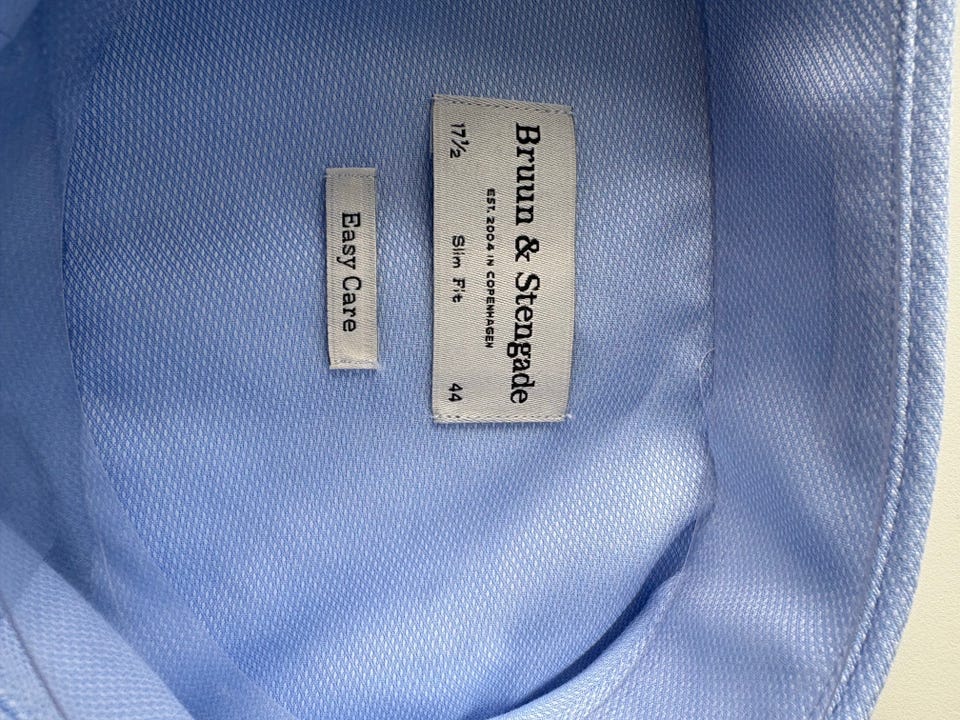 Bruun & Stengade
EST. 2004 IN COPENHAGEN
17½ Slim Fit 44
Easy Care